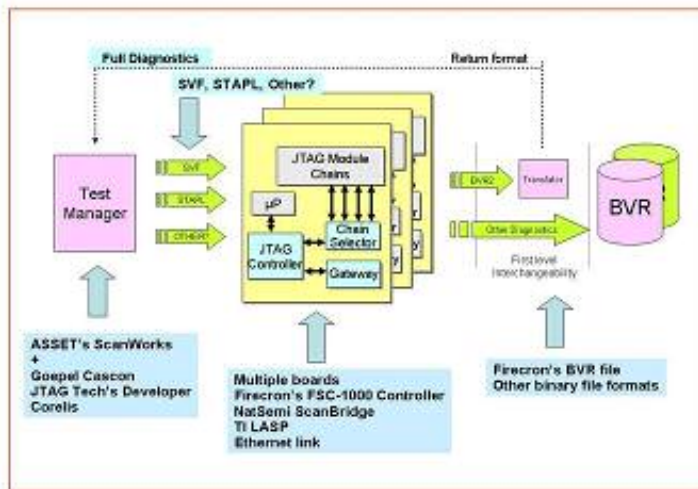 Full Diagnostics
Return format
SVF, STAPL, Other?
Test
Manager
SVF
STAPL
OTHER?
JTAG Module
Chains
µP
JTAG
Controller
Chain
Selector
Gateway
BVR2
Translator
Other Diagnostics
First level
Interchangeability
BVR
ASSET's ScanWorks
+
Goepel Cascon
JTAG Tech's Developer
Corelis
Multiple boards
Firecron's FSC-1000 Controller
NatSemi ScanBridge
TI LASP
Ethernet link
Firecron's BVR file
Other binary file formats